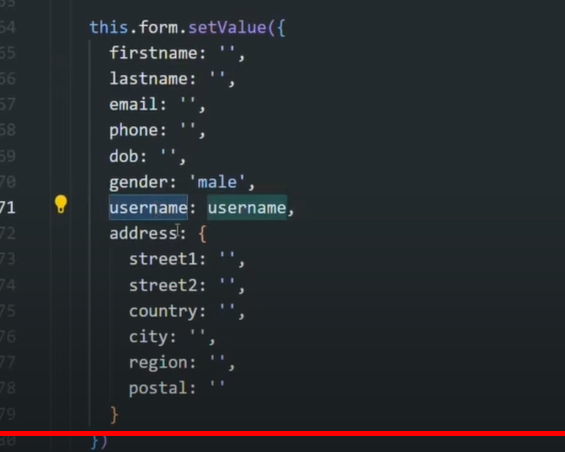 64 this.form.setValue({
65 firstname: '',
66 lastname: '',
67 email: '',
68 phone: '',
69 dob: '',
70 gender: 'male',
71 username: username,
72 address: {
73 street1: '',
74 street2: '',
75 country: '',
76 city: '',
77 region: '',
78 postal: ''
79 }
80 })